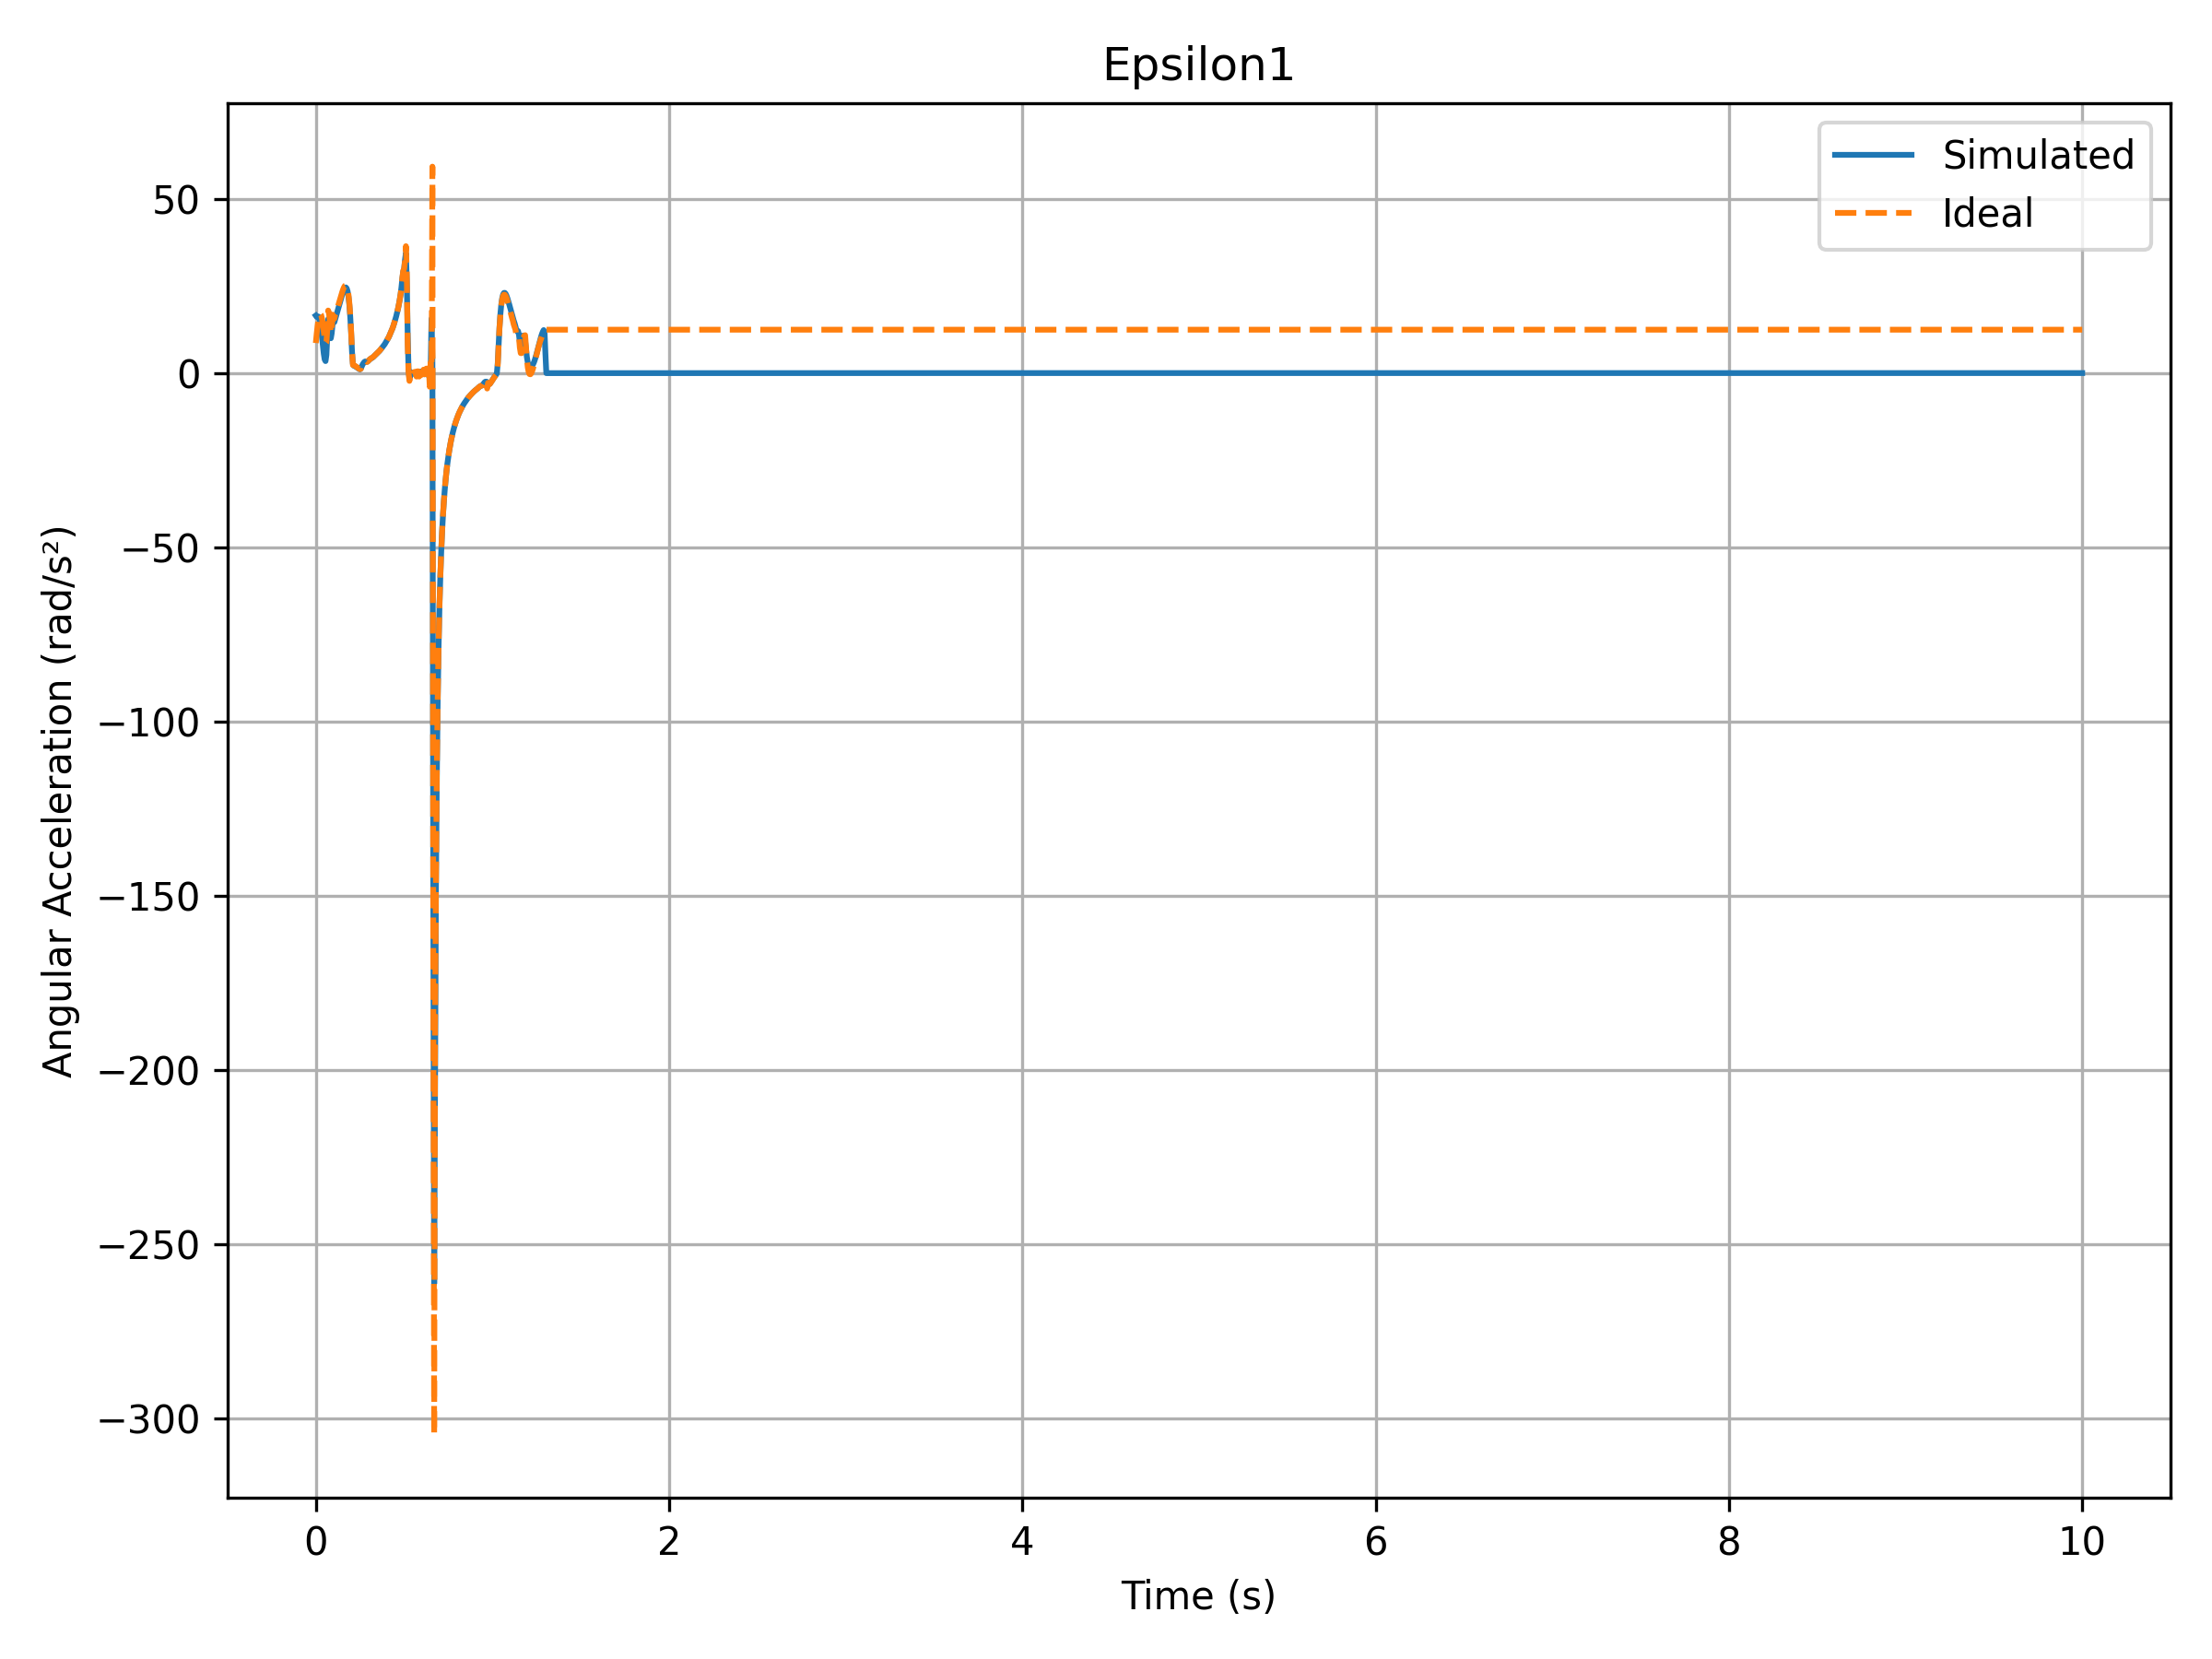 Epsilon1
Simulated
Ideal
50
0
−50
−100
−150
−200
−250
−300
Angular Acceleration (rad/s²)
0 2 4 6 8 10
Time (s)